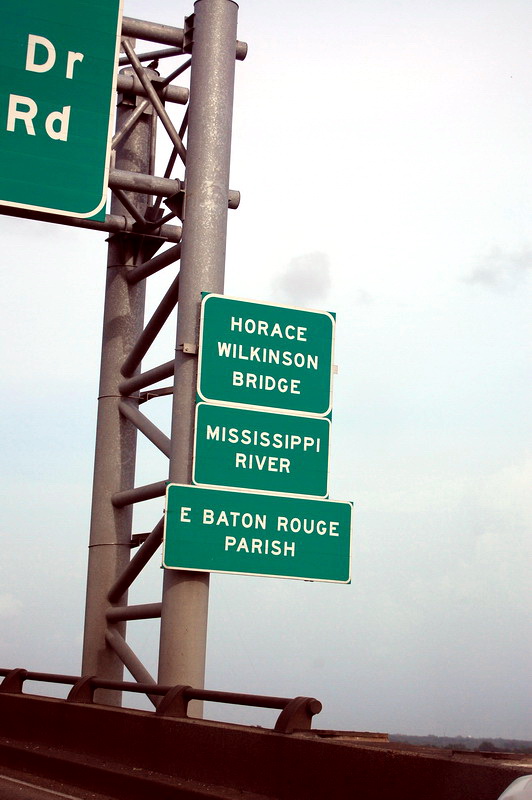 Dr
Rd
HORACE
WILKINSON
BRIDGE
MISSISSIPPI
RIVER
E BATON ROUGE
PARISH